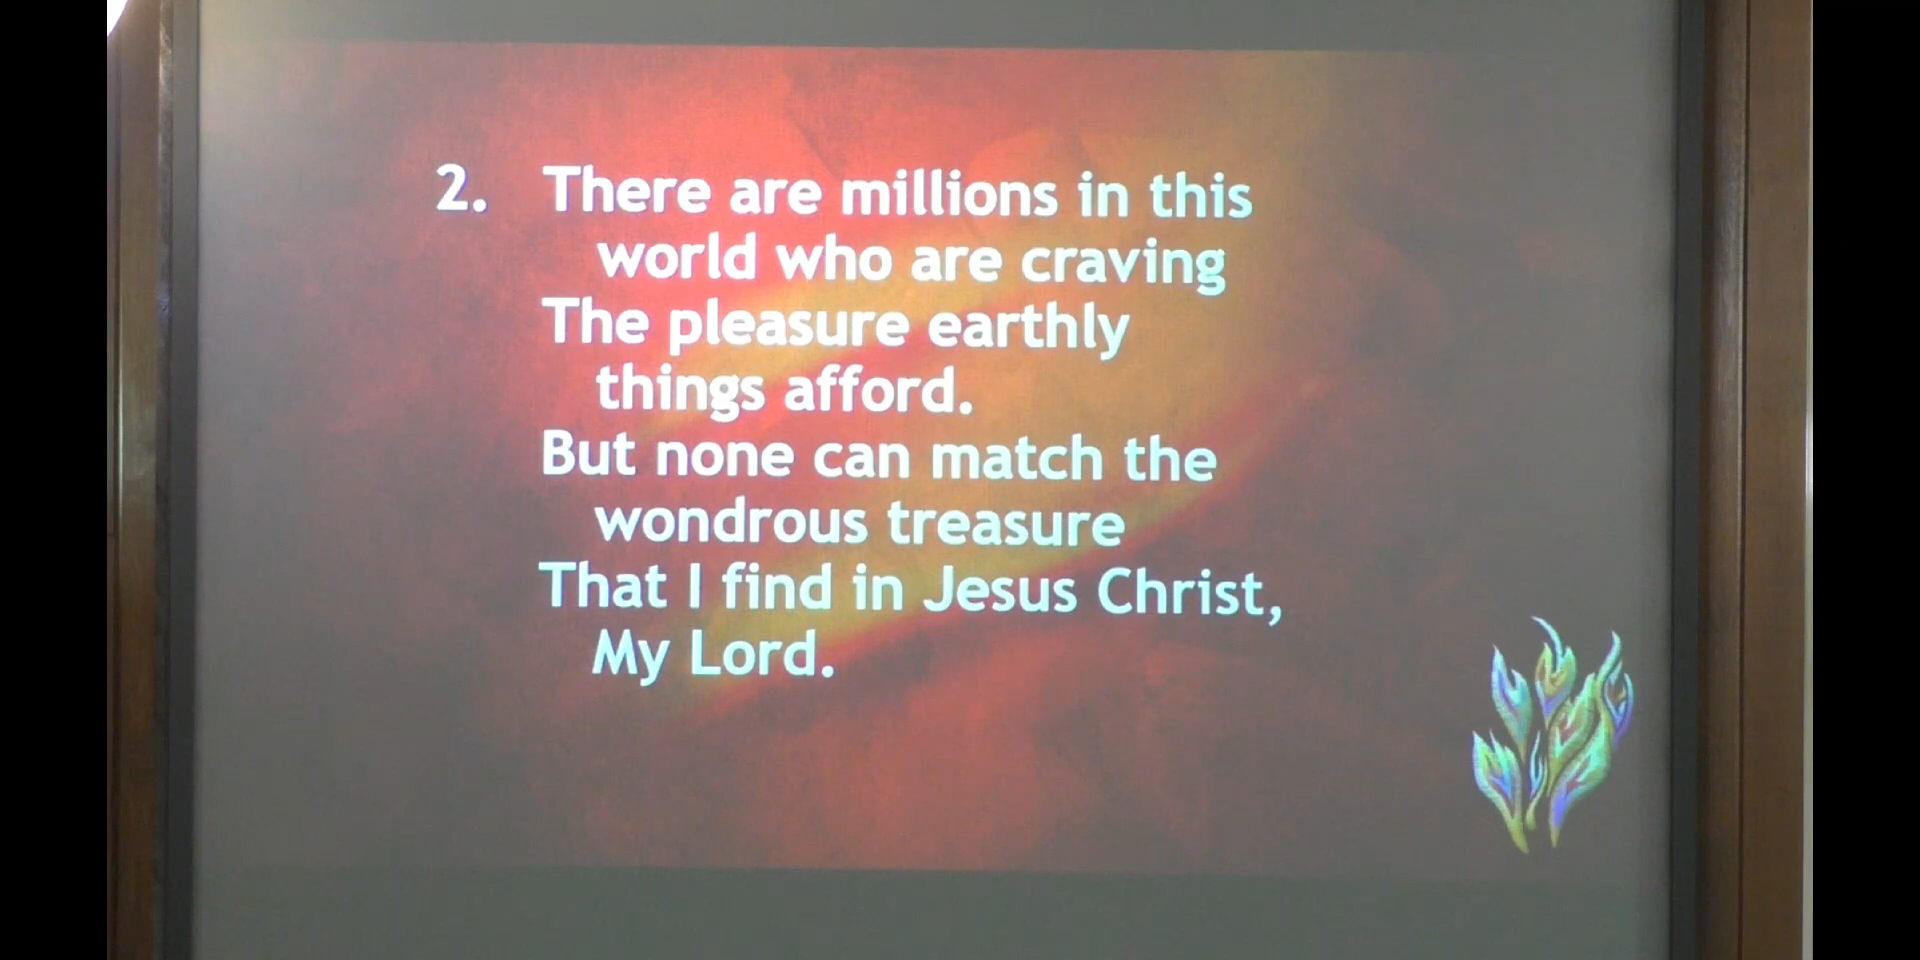 2. There are millions in this
world who are craving
The pleasure earthly
things afford.
But none can match the
wondrous treasure
That I find in Jesus Christ,
My Lord.